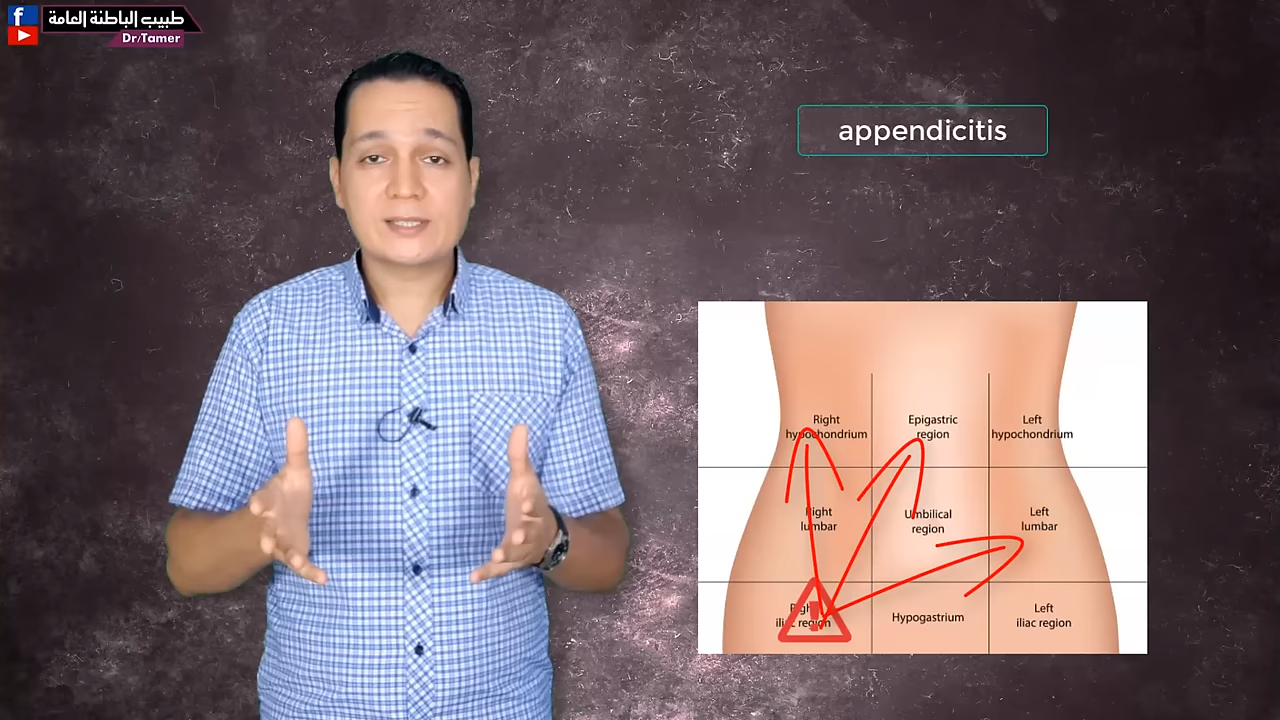 طبيب الباطنة العامة
Dr/Tamer
appendicitis
Right
hypochondrium
Epigastric
region
Left
hypochondrium
Right
lumbar
Umbilical
region
Left
lumbar
Right
iliac region
Hypogastrium
Left
iliac region